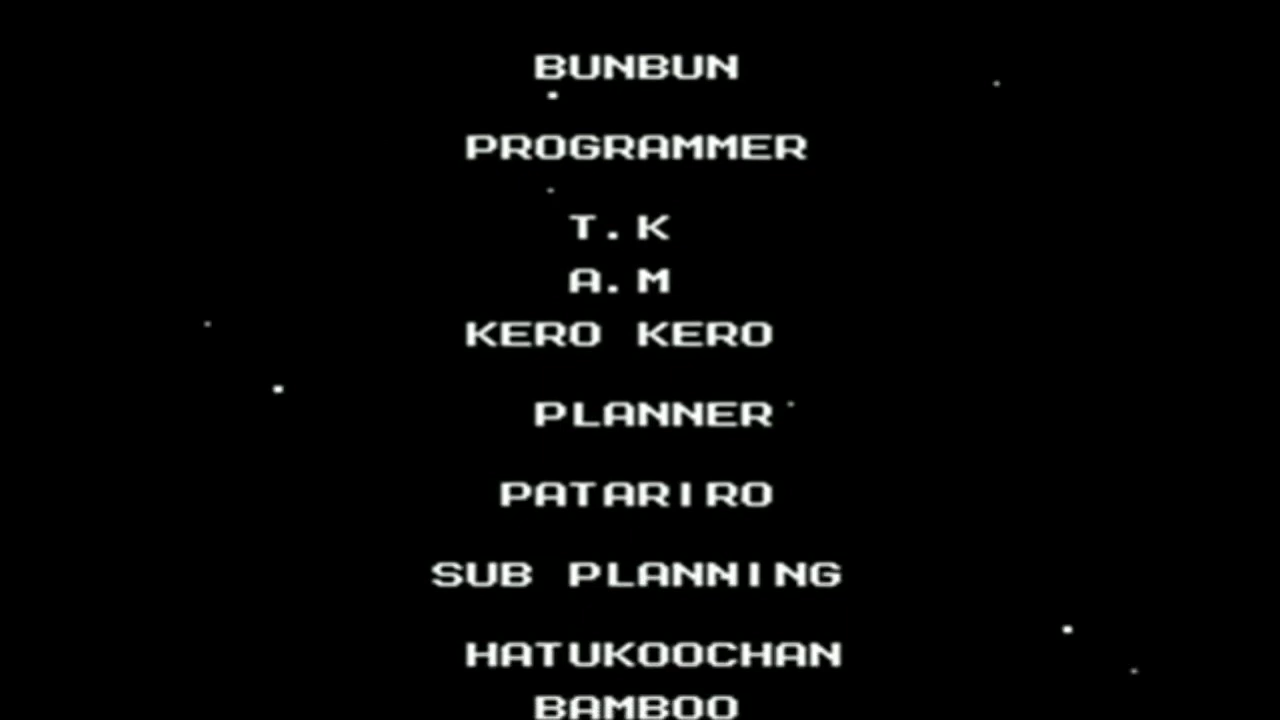 BUNBUN
PROGRAMMER
T.K
A.M
KERO KERO
PLANNER
PATARIRO
SUB PLANNING
HATUKOOCHAN
BAMBOO